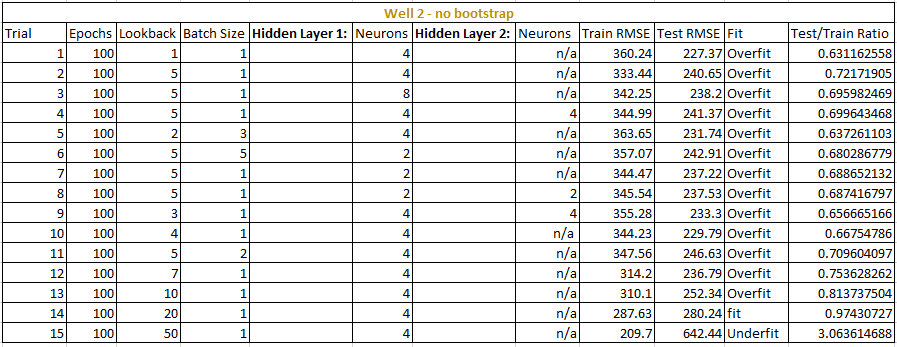 Well 2 - no bootstrap
Trial Epochs Lookback Batch Size Hidden Layer 1: Neurons Hidden Layer 2: Neurons Train RMSE Test RMSE Fit Test/Train Ratio
1 100 1 1 4 n/a 360.24 227.37 Overfit 0.631162558
2 100 5 1 4 n/a 333.44 240.65 Overfit 0.72171905
3 100 5 1 8 n/a 342.25 238.2 Overfit 0.695982469
4 100 5 1 4 4 344.99 241.37 Overfit 0.699643468
5 100 2 3 4 n/a 363.65 231.74 Overfit 0.637261103
6 100 5 5 2 n/a 357.07 242.91 Overfit 0.680286779
7 100 5 1 2 n/a 344.47 237.22 Overfit 0.688652132
8 100 5 1 2 2 345.54 237.53 Overfit 0.687416797
9 100 3 1 4 4 355.28 233.3 Overfit 0.656665166
10 100 4 1 4 n/a 344.23 229.79 Overfit 0.66754786
11 100 5 2 4 n/a 347.56 246.63 Overfit 0.709604097
12 100 7 1 4 n/a 314.2 236.79 Overfit 0.753628262
13 100 10 1 4 n/a 310.1 252.34 Overfit 0.813737504
14 100 20 1 4 n/a 287.63 280.24 fit 0.97430727
15 100 50 1 4 n/a 209.7 642.44 Underfit 3.063614688